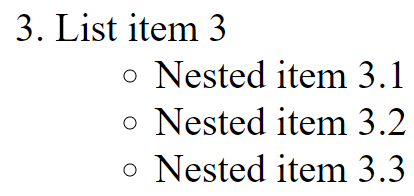 3. List item 3
○ Nested item 3.1
○ Nested item 3.2
○ Nested item 3.3